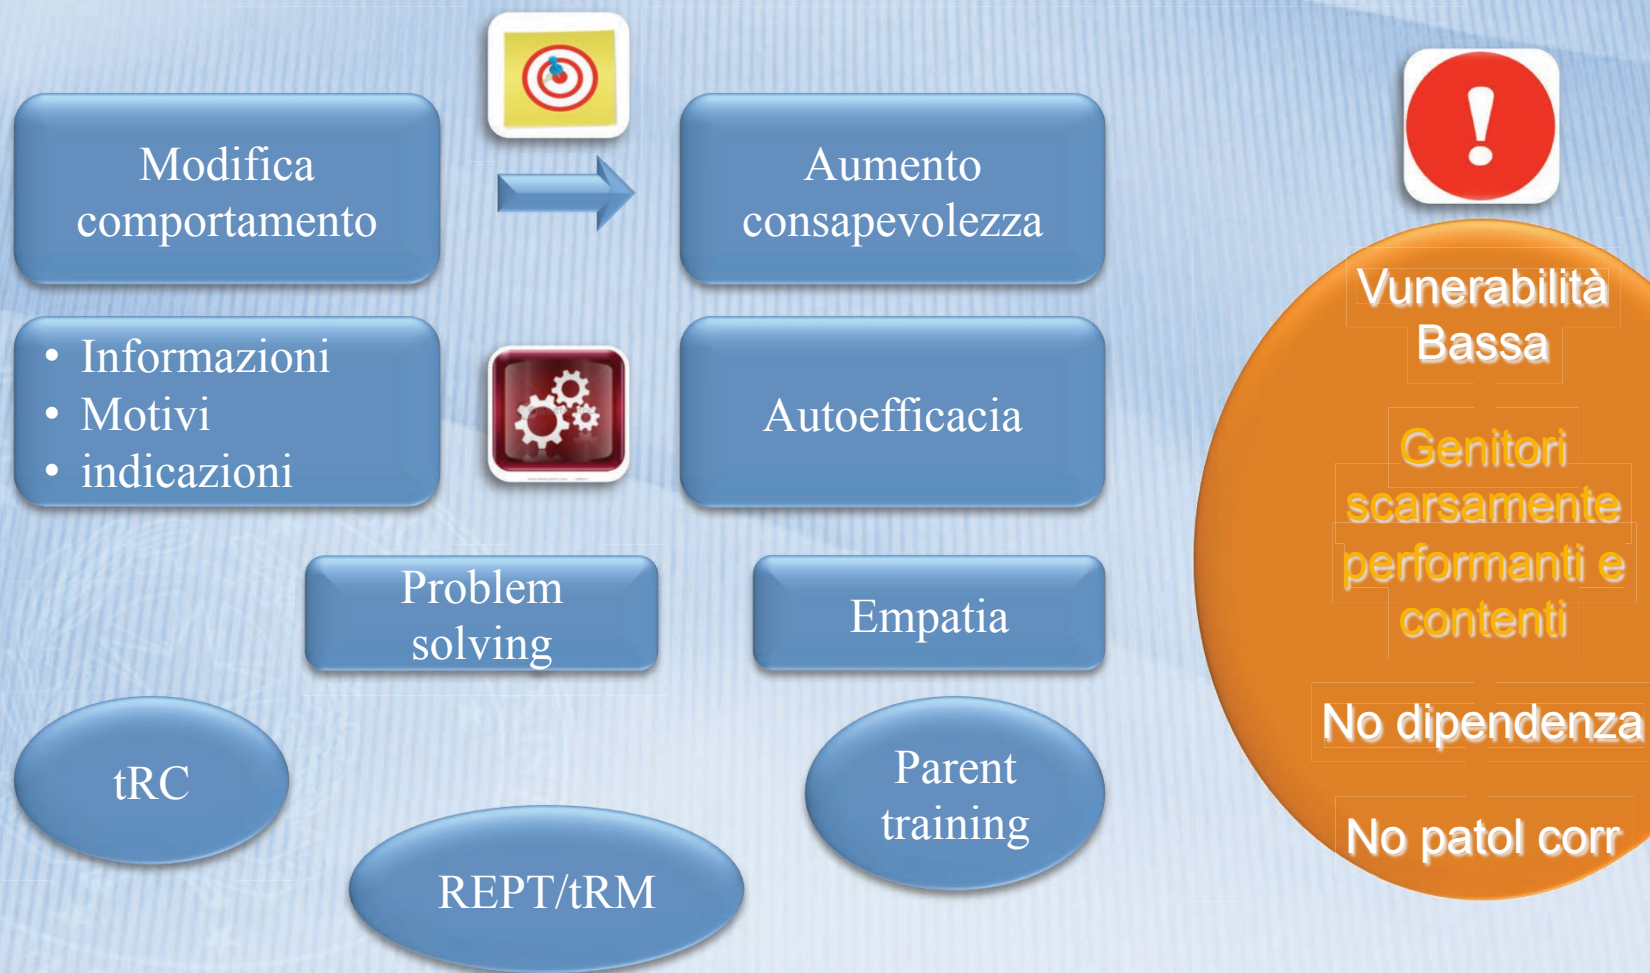 Modifica
comportamento
Aumento
consapevolezza
• Informazioni
• Motivi
• indicazioni
Autoefficacia
Problem
solving
Empatia
tRC
REPT/tRM
Parent
training
Vunerabilità
Bassa
Genitori
scarsamente
performanti e
contenti
No dipendenza
No patol corr